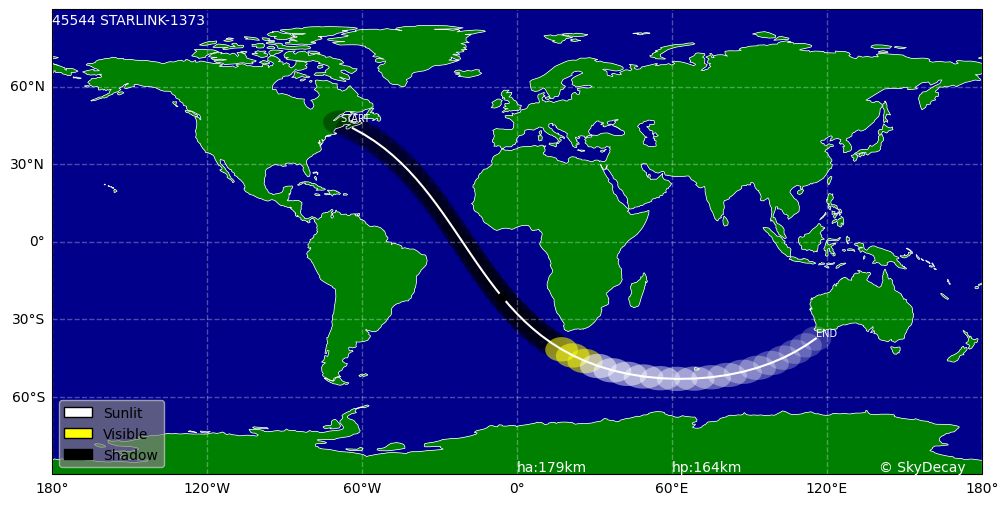 45544 STARLINK-1373
60°N
START
30°N
0°
30°S
END
60°S
Sunlit
Visible
Shadow
ha:179km
hp:164km
© SkyDecay
180°
120°W
60°W
0°
60°E
120°E
180°